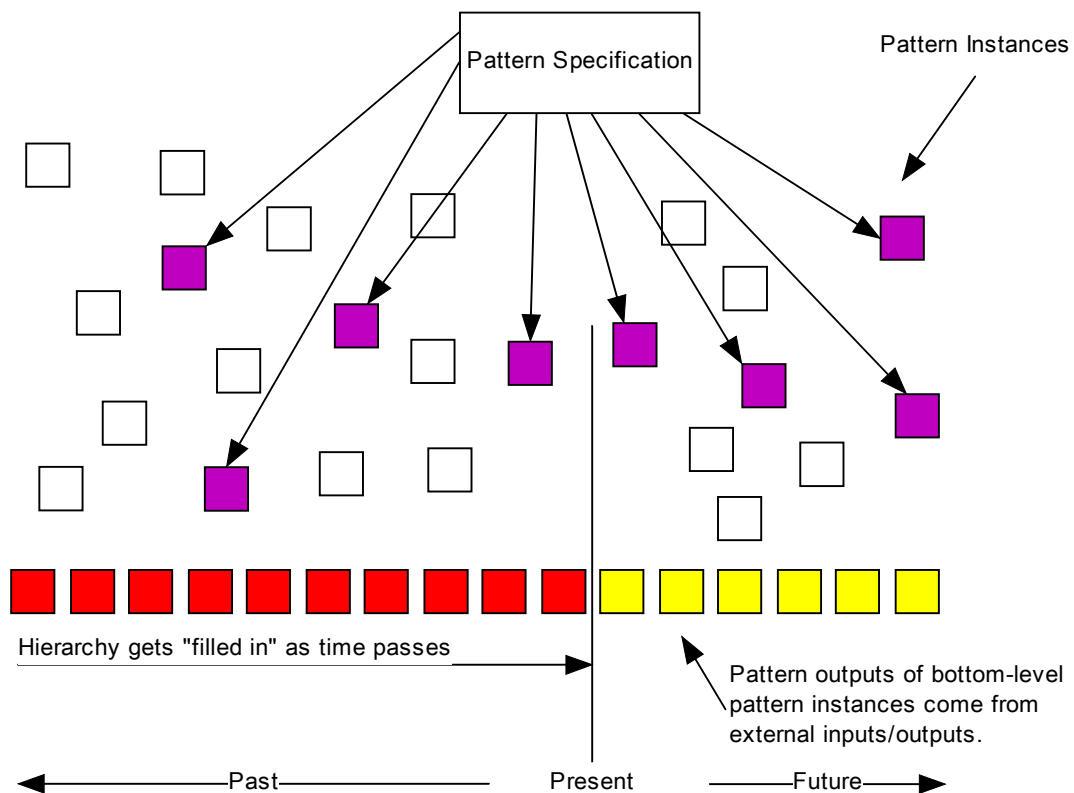 Pattern Specification
Pattern Instances
Hierarchy gets "filled in" as time passes
Pattern outputs of bottom-level
pattern instances come from
external inputs/outputs.
Past
Present
Future